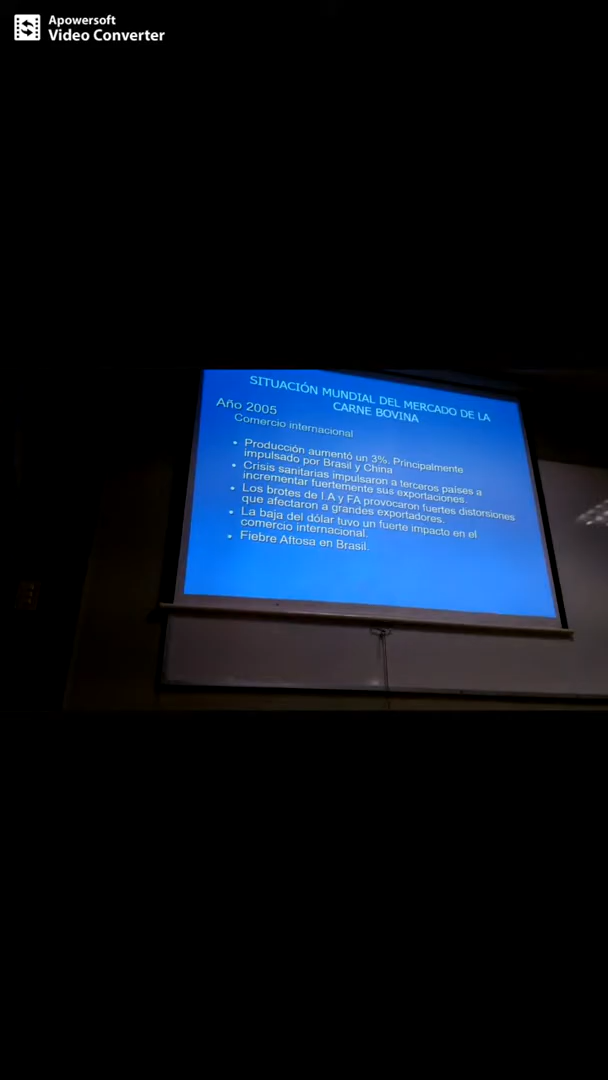 Apowersoft
Video Converter
SITUACIÓN MUNDIAL DEL MERCADO DE LA
CARNE BOVINA
Año 2005
Comercio internacional
• Producción aumentó un 3%. Principalmente
impulsado por Brasil y China
• Crisis sanitarias impulsaron a terceros países a
incrementar fuertemente sus exportaciones.
• Los brotes de I A y FA provocaron fuertes distorsiones
que afectaron a grandes exportadores.
• La baja del dólar tuvo un fuerte impacto en el
comercio internacional.
• Fiebre Aftosa en Brasil.